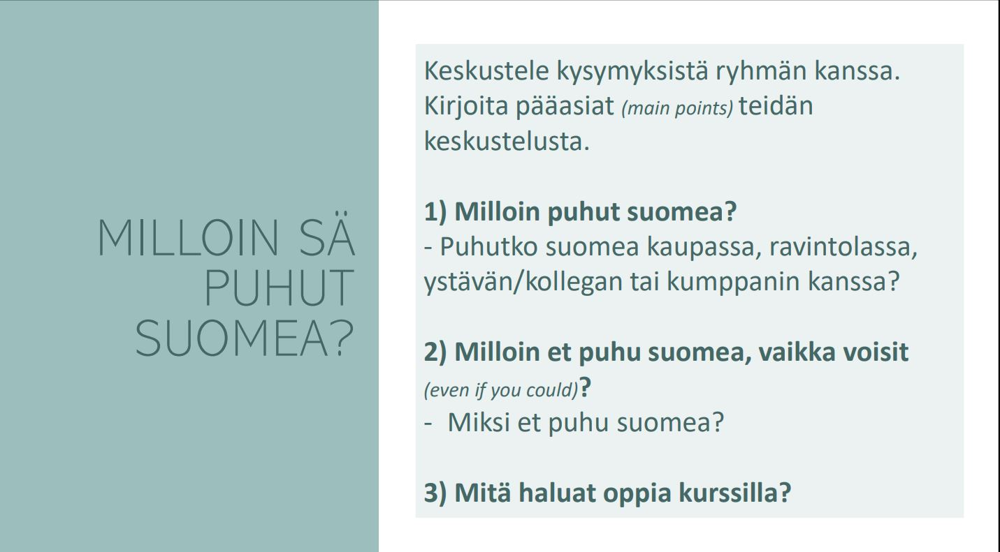 MILLOIN SÄ
PUHUT
SUOMEA?
Keskustele kysymyksistä ryhmän kanssa.
Kirjoita pääasiat (main points) teidän
keskustelusta.
1) Milloin puhut suomea?
- Puhutko suomea kaupassa, ravintolassa,
ystävän/kollegan tai kumppanin kanssa?
2) Milloin et puhu suomea, vaikka voisit
(even if you could)?
- Miksi et puhu suomea?
3) Mitä haluat oppia kurssilla?